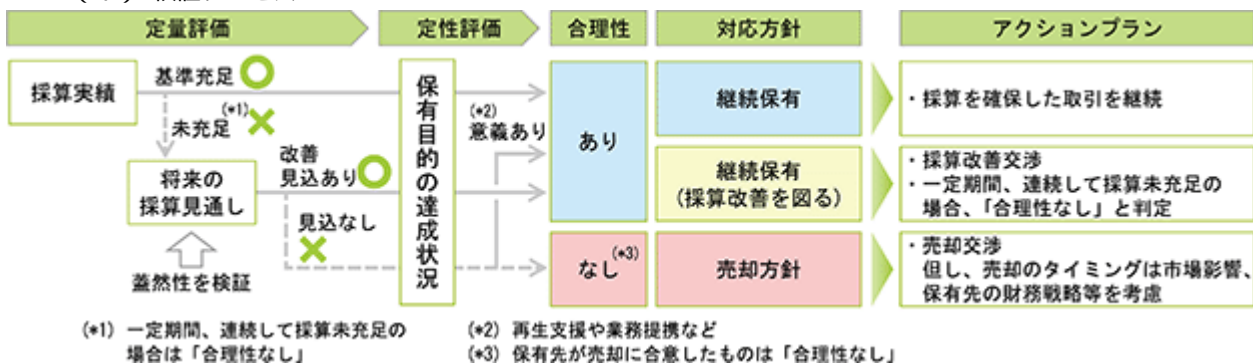 定量評価
定性評価
合理性
対応方針
アクションプラン
採算実績
基準充足
(*1)
未充足
将来の
採算見通し
改善
見込あり
見込なし
蓋然性を検証
保有目的の達成状況
(*2)
意義あり
あり
なし(*3)
継続保有
継続保有
(採算改善を図る)
売却方針
・採算を確保した取引を継続
・採算改善交渉
・一定期間、連続して採算未充足の
場合、「合理性なし」と判定
・売却交渉
但し、売却のタイミングは市場影響、
保有先の財務戦略等を考慮
(*1) 一定期間、連続して採算未充足の
場合は「合理性なし」
(*2) 再生支援や業務提携など
(*3) 保有先が売却に合意したものは「合理性なし」